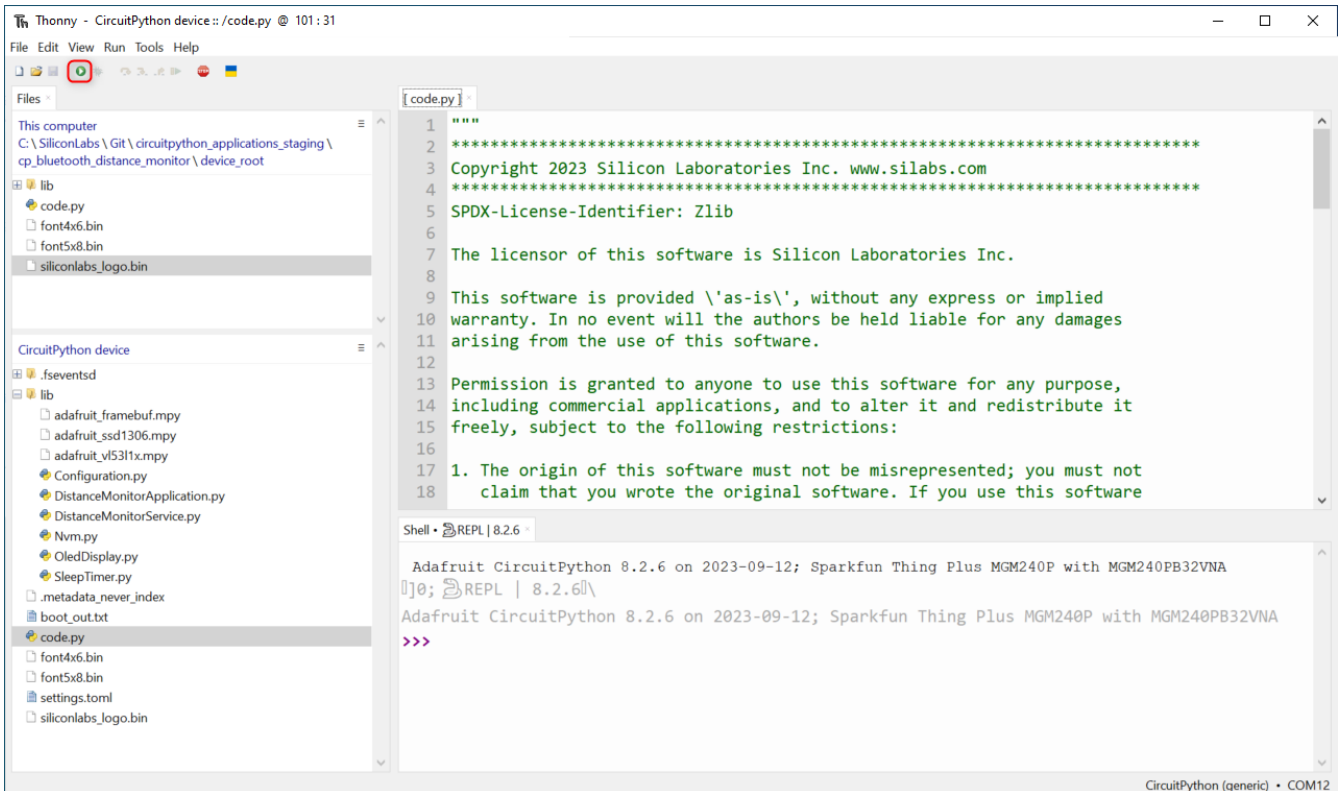 Thonny - CircuitPython device :: /code.py @ 101 : 31
File Edit View Run Tools Help
Files
This computer
C: \ SiliconLabs \ Git \ circuitpython_applications_staging \
cp_bluetooth_distance_monitor \ device_root
lib
code.py
font4x6.bin
font5x8.bin
siliconlabs_logo.bin
CircuitPython device
.fseventsd
lib
adafruit_framebuf.mpy
adafruit_ssd1306.mpy
adafruit_vl53l1x.mpy
Configuration.py
DistanceMonitorApplication.py
DistanceMonitorService.py
Nvm.py
OledDisplay.py
SleepTimer.py
.metadata_never_index
boot_out.txt
code.py
font4x6.bin
font5x8.bin
settings.toml
siliconlabs_logo.bin
[ code.py ]
1 """
2 *****************************************************************************
3 Copyright 2023 Silicon Laboratories Inc. www.silabs.com
4 *****************************************************************************
5 SPDX-License-Identifier: Zlib
6
7 The licensor of this software is Silicon Laboratories Inc.
8
9 This software is provided \'as-is\', without any express or implied
10 warranty. In no event will the authors be held liable for any damages
11 arising from the use of this software.
12
13 Permission is granted to anyone to use this software for any purpose,
14 including commercial applications, and to alter it and redistribute it
15 freely, subject to the following restrictions:
16
17 1. The origin of this software must not be misrepresented; you must not
18 claim that you wrote the original software. If you use this software
Shell • REPL | 8.2.6
Adafruit CircuitPython 8.2.6 on 2023-09-12; Sparkfun Thing Plus MGM240P with MGM240PB32VNA
]0; REPL | 8.2.6\
Adafruit CircuitPython 8.2.6 on 2023-09-12; Sparkfun Thing Plus MGM240P with MGM240PB32VNA
>>>
CircuitPython (generic) • COM12